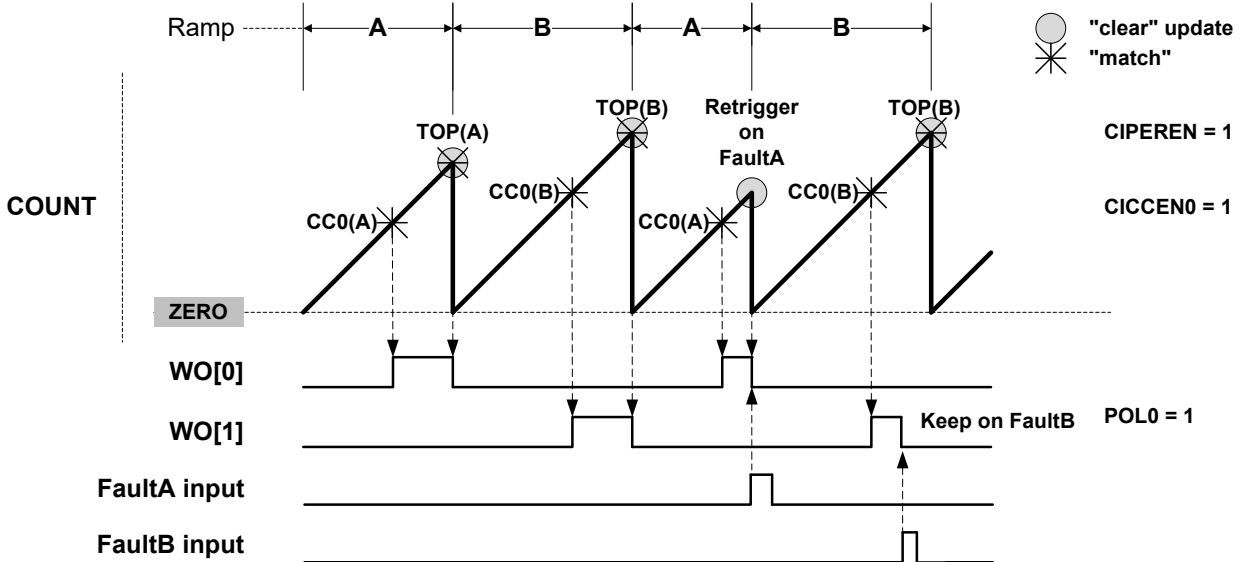 Ramp
A
B
A
B
"clear" update
"match"
TOP(A)
TOP(B)
Retrigger
on
FaultA
TOP(B)
CIPEREN = 1
COUNT
CC0(A)
CC0(B)
CC0(A)
CC0(B)
CICCEN0 = 1
ZERO
WO[0]
WO[1]
Keep on FaultB
POL0 = 1
FaultA input
FaultB input